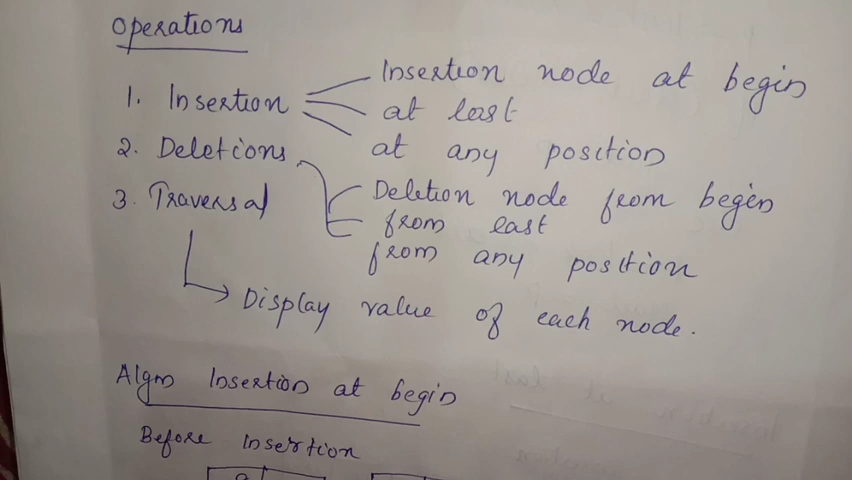 Operations
Insertion node at begin
1. Insertion
at last
2. Deletions
at any position
Deletion node from begin
3. Traversal
from last
from any position
Display value of each node.
Algm Insertion at begin
Before Insertion